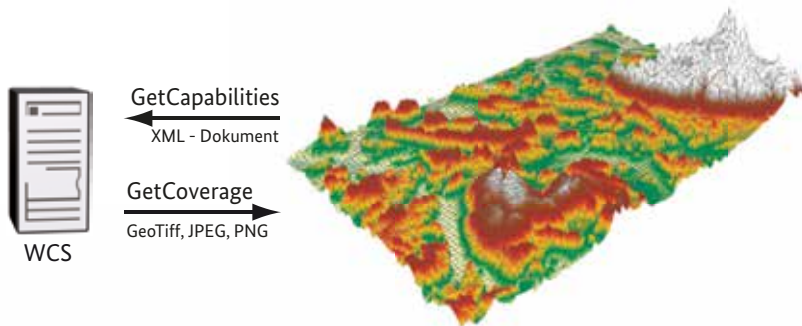 GetCapabilities
XML - Dokument
GetCoverage
GeoTiff, JPEG, PNG
WCS